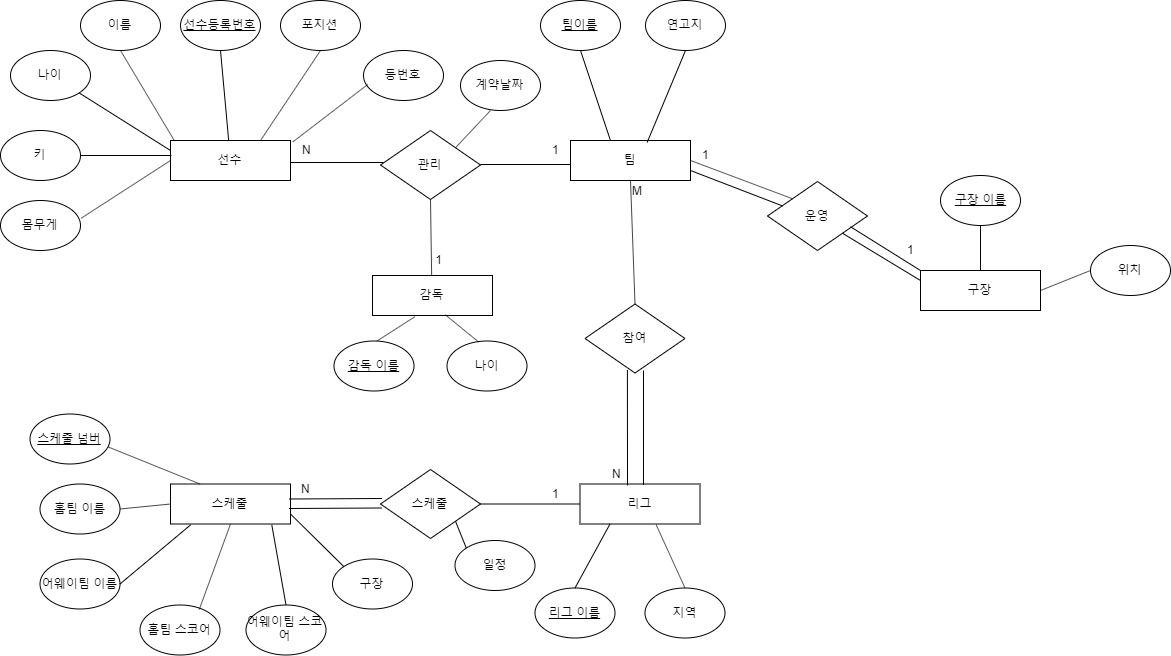 이름
선수등록번호
포지션
팀이름
연고지
나이
등번호
계약날짜
키
선수
N
관리
1
팀
1
M
몸무게
운영
구장 이름
1
1
감독
구장
위치
감독 이름
나이
참여
스케줄 넘버
N
홈팀 이름
스케줄
N
스케줄
1
리그
어웨이팀 이름
구장
일정
홈팀 스코어
어웨이팀 스코
어
리그 이름
지역